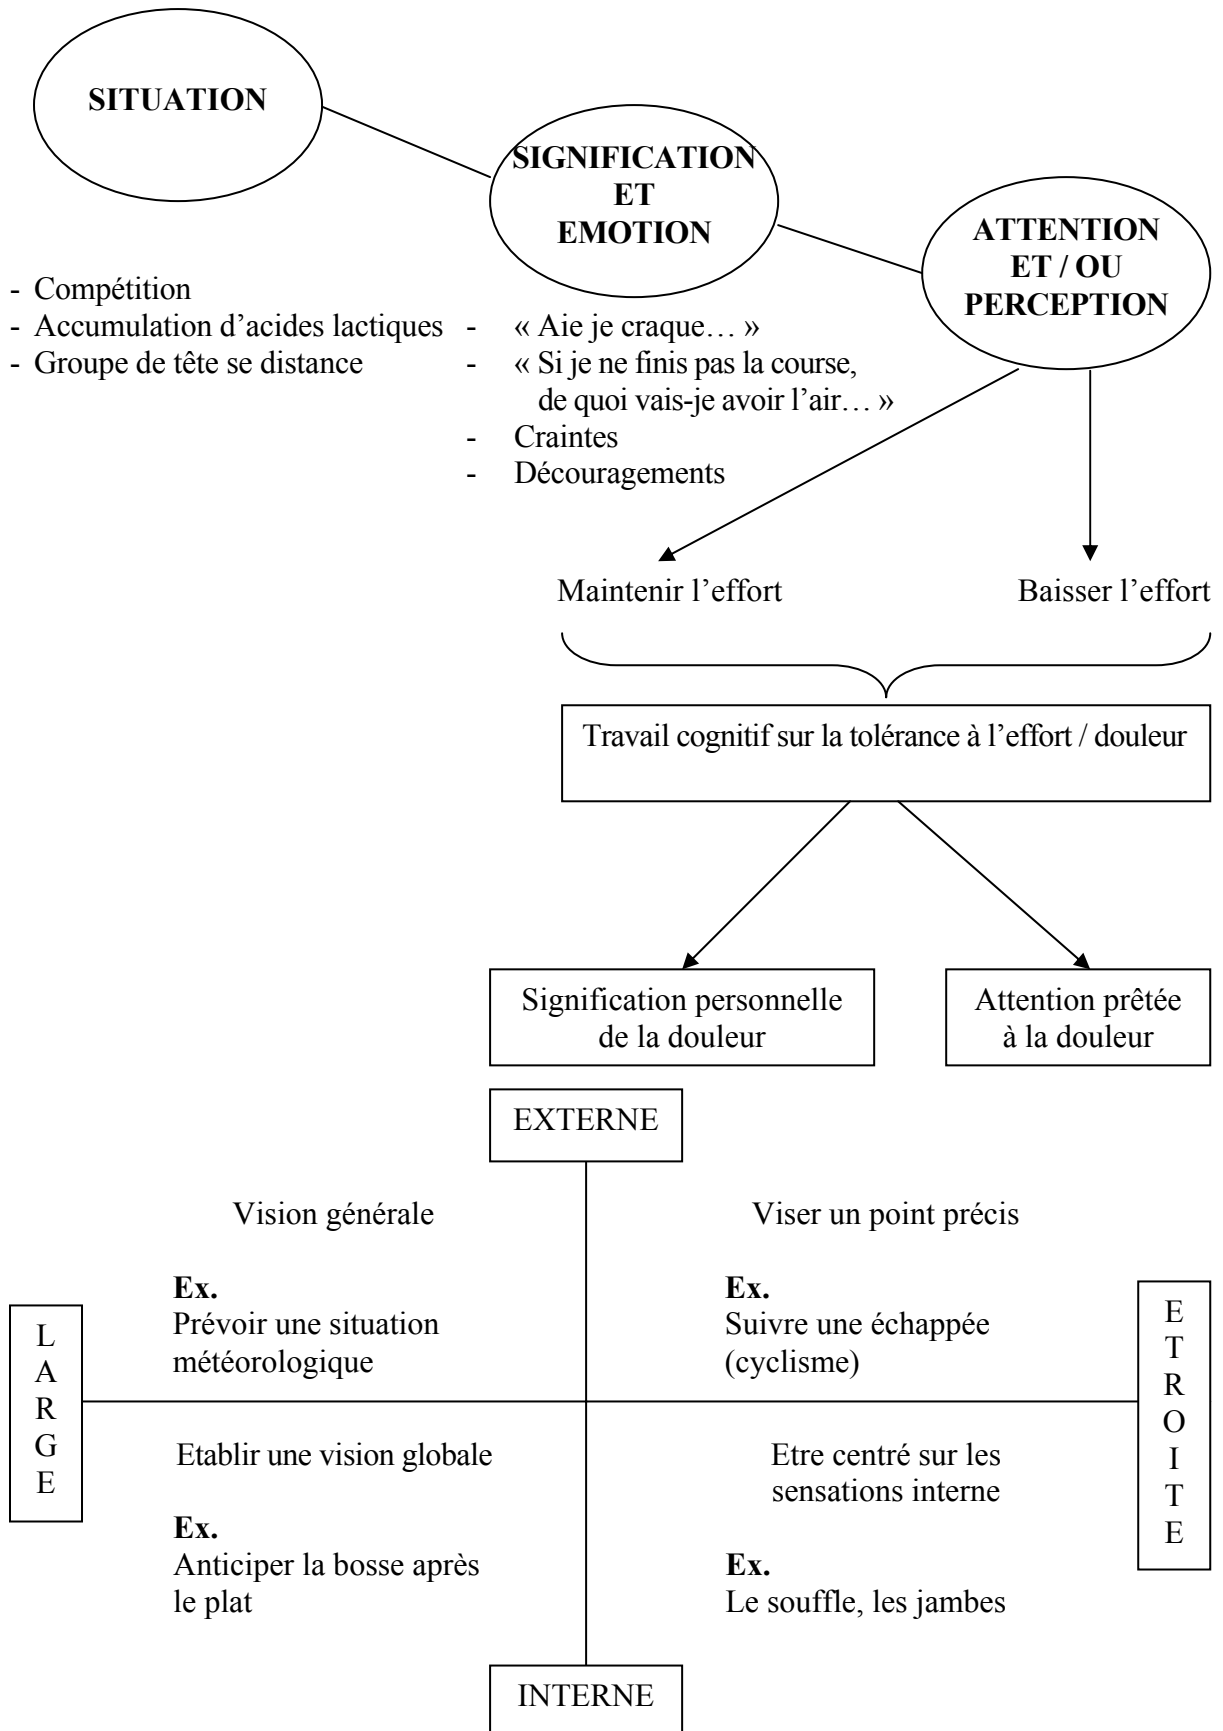 SITUATION
SIGNIFICATION
ET
EMOTION
ATTENTION
ET / OU
PERCEPTION
- Compétition
- Accumulation d’acides lactiques
- Groupe de tête se distance
- « Aie je craque… »
- « Si je ne finis pas la course,
de quoi vais-je avoir l’air… »
- Craintes
- Découragements
Maintenir l’effort
Baisser l’effort
Travail cognitif sur la tolérance à l’effort / douleur
Signification personnelle
de la douleur
Attention prêtée
à la douleur
EXTERNE
Vision générale
Ex.
Prévoir une situation
météorologique
Viser un point précis
Ex.
Suivre une échappée
(cyclisme)
L
A
R
G
E
E
T
R
O
I
T
E
Etablir une vision globale
Ex.
Anticiper la bosse après
le plat
Etre centré sur les
sensations interne
Ex.
Le souffle, les jambes
INTERNE